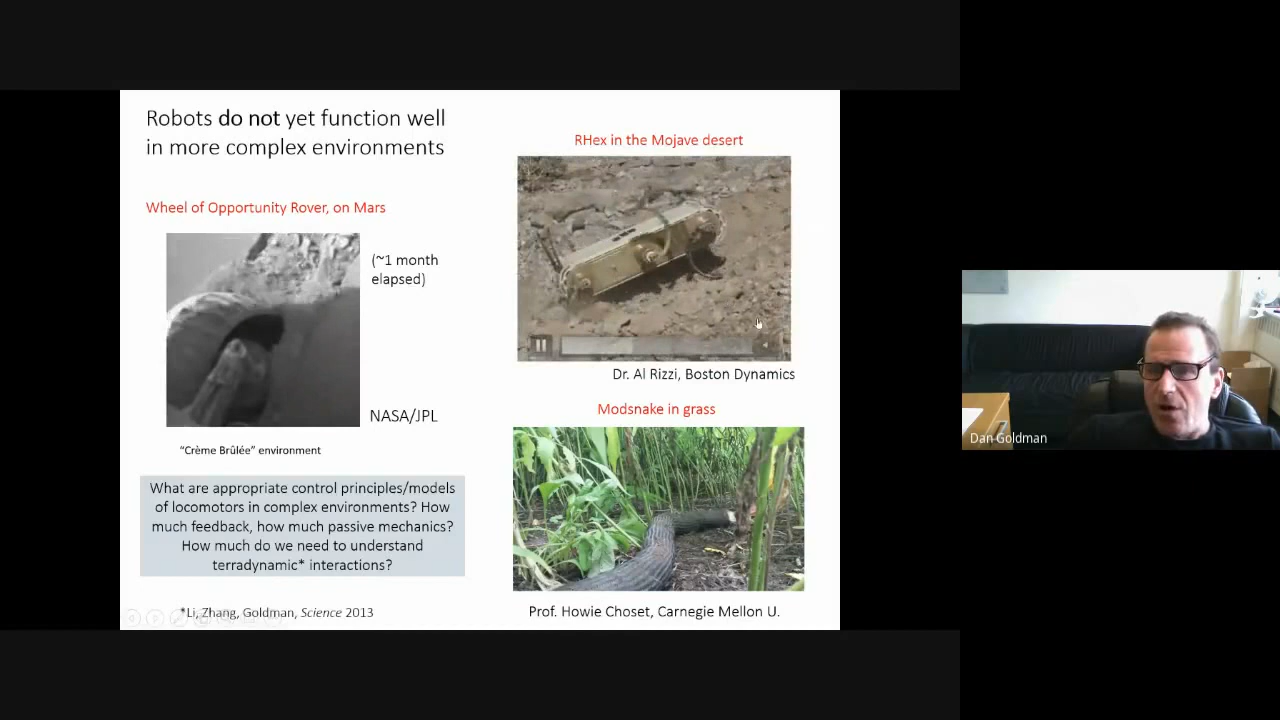 Robots do not yet function well
in more complex environments
Wheel of Opportunity Rover, on Mars
(~1 month
elapsed)
NASA/JPL
"Crème Brûlée" environment
What are appropriate control principles/models
of locomotors in complex environments? How
much feedback, how much passive mechanics?
How much do we need to understand
terradynamic* interactions?
*Li, Zhang, Goldman, Science 2013
RHex in the Mojave desert
Dr. Al Rizzi, Boston Dynamics
Modsnake in grass
Prof. Howie Choset, Carnegie Mellon U.
Dan Goldman